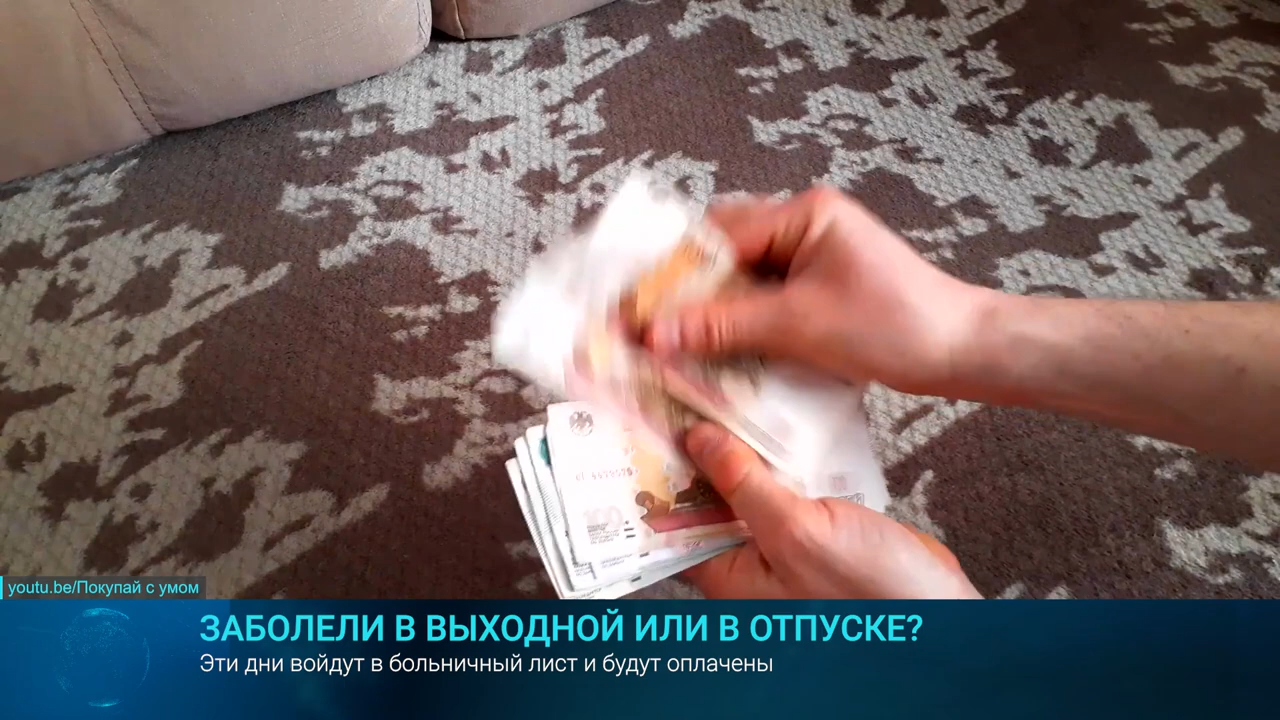 youtu.be/Покупай с умом
ЗАБОЛЕЛИ В ВЫХОДНОЙ ИЛИ В ОТПУСКЕ?
Эти дни войдут в больничный лист и будут оплачены